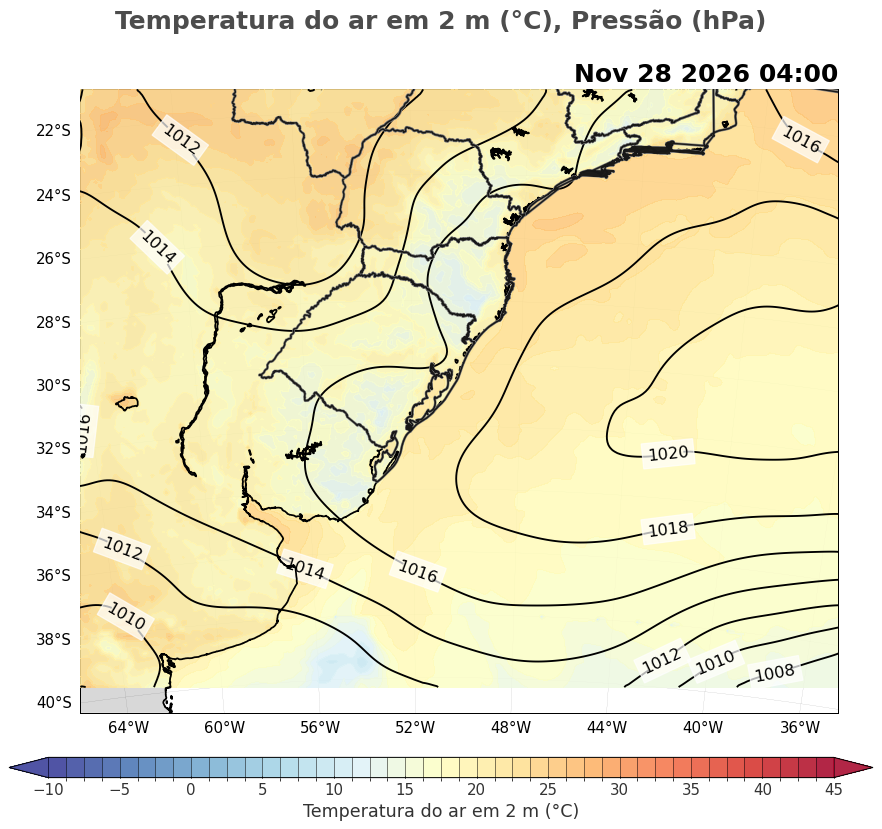 Temperatura do ar em 2 m (°C), Pressão (hPa)
Nov 28 2026 04:00
22°S
24°S
26°S
28°S
30°S
32°S
34°S
36°S
38°S
40°S
1012
1016
1014
1016
1020
1018
1012
1014
1016
1010
1012
1010
1008
64°W
60°W
56°W
52°W
48°W
44°W
40°W
36°W
−10
−5
0
5
10
15
20
25
30
35
40
45
Temperatura do ar em 2 m (°C)